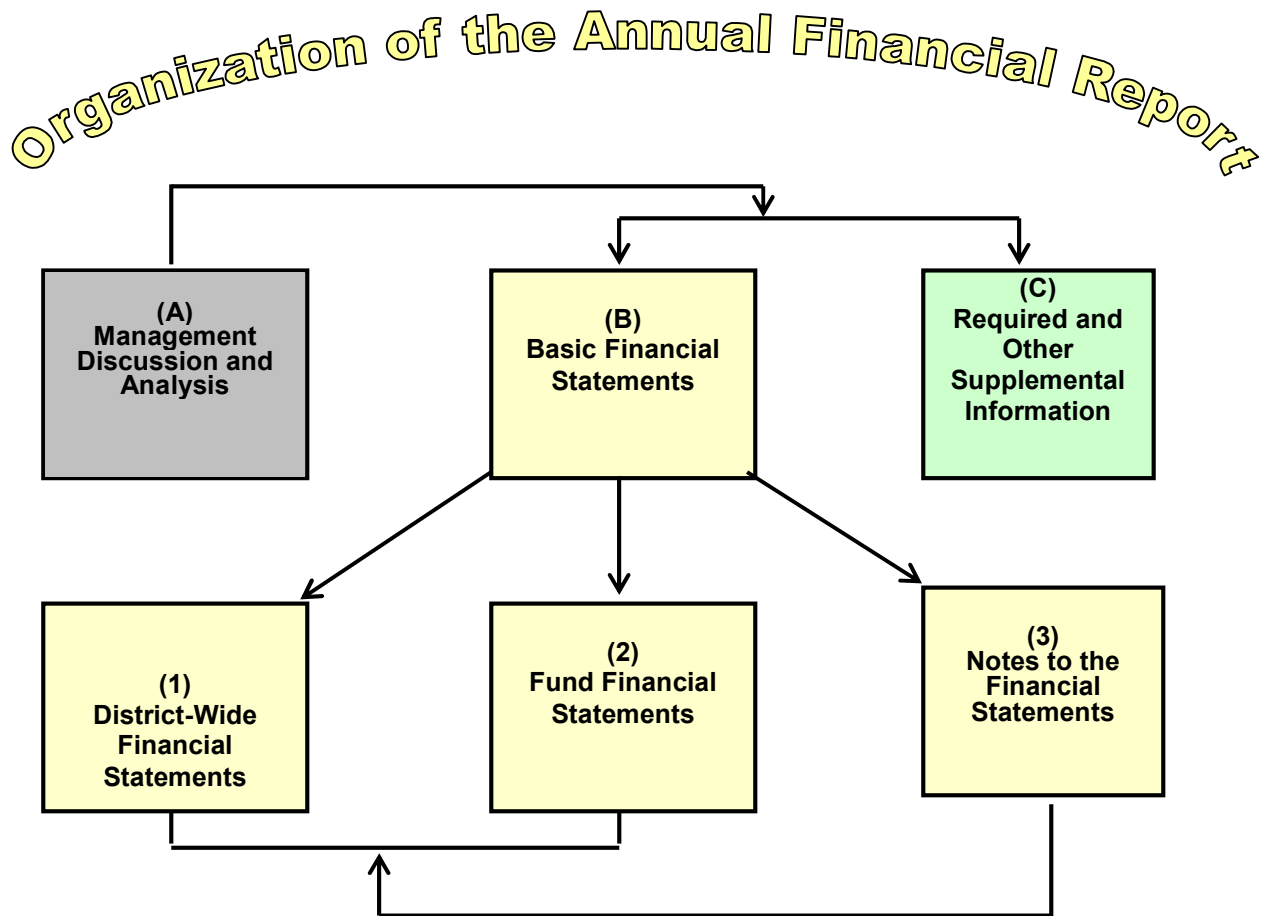 Organization of the Annual Financial Report
(A)
Management
Discussion and
Analysis
(B)
Basic Financial
Statements
(C)
Required and
Other
Supplemental
Information
(1)
District-Wide
Financial
Statements
(2)
Fund Financial
Statements
(3)
Notes to the
Financial
Statements